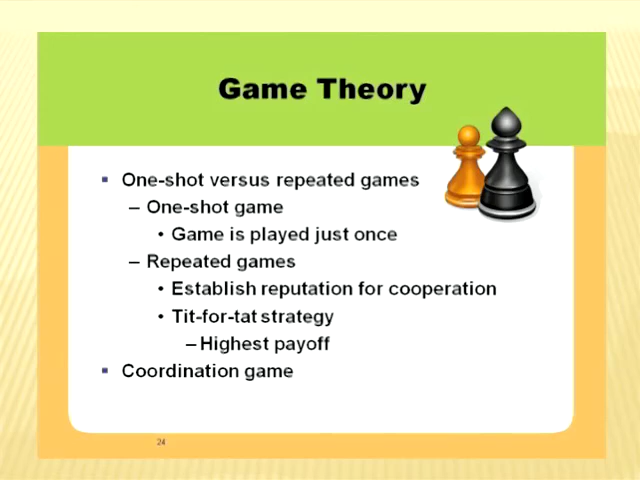 Game Theory
▪ One-shot versus repeated games
– One-shot game
• Game is played just once
– Repeated games
• Establish reputation for cooperation
• Tit-for-tat strategy
– Highest payoff
▪ Coordination game
24